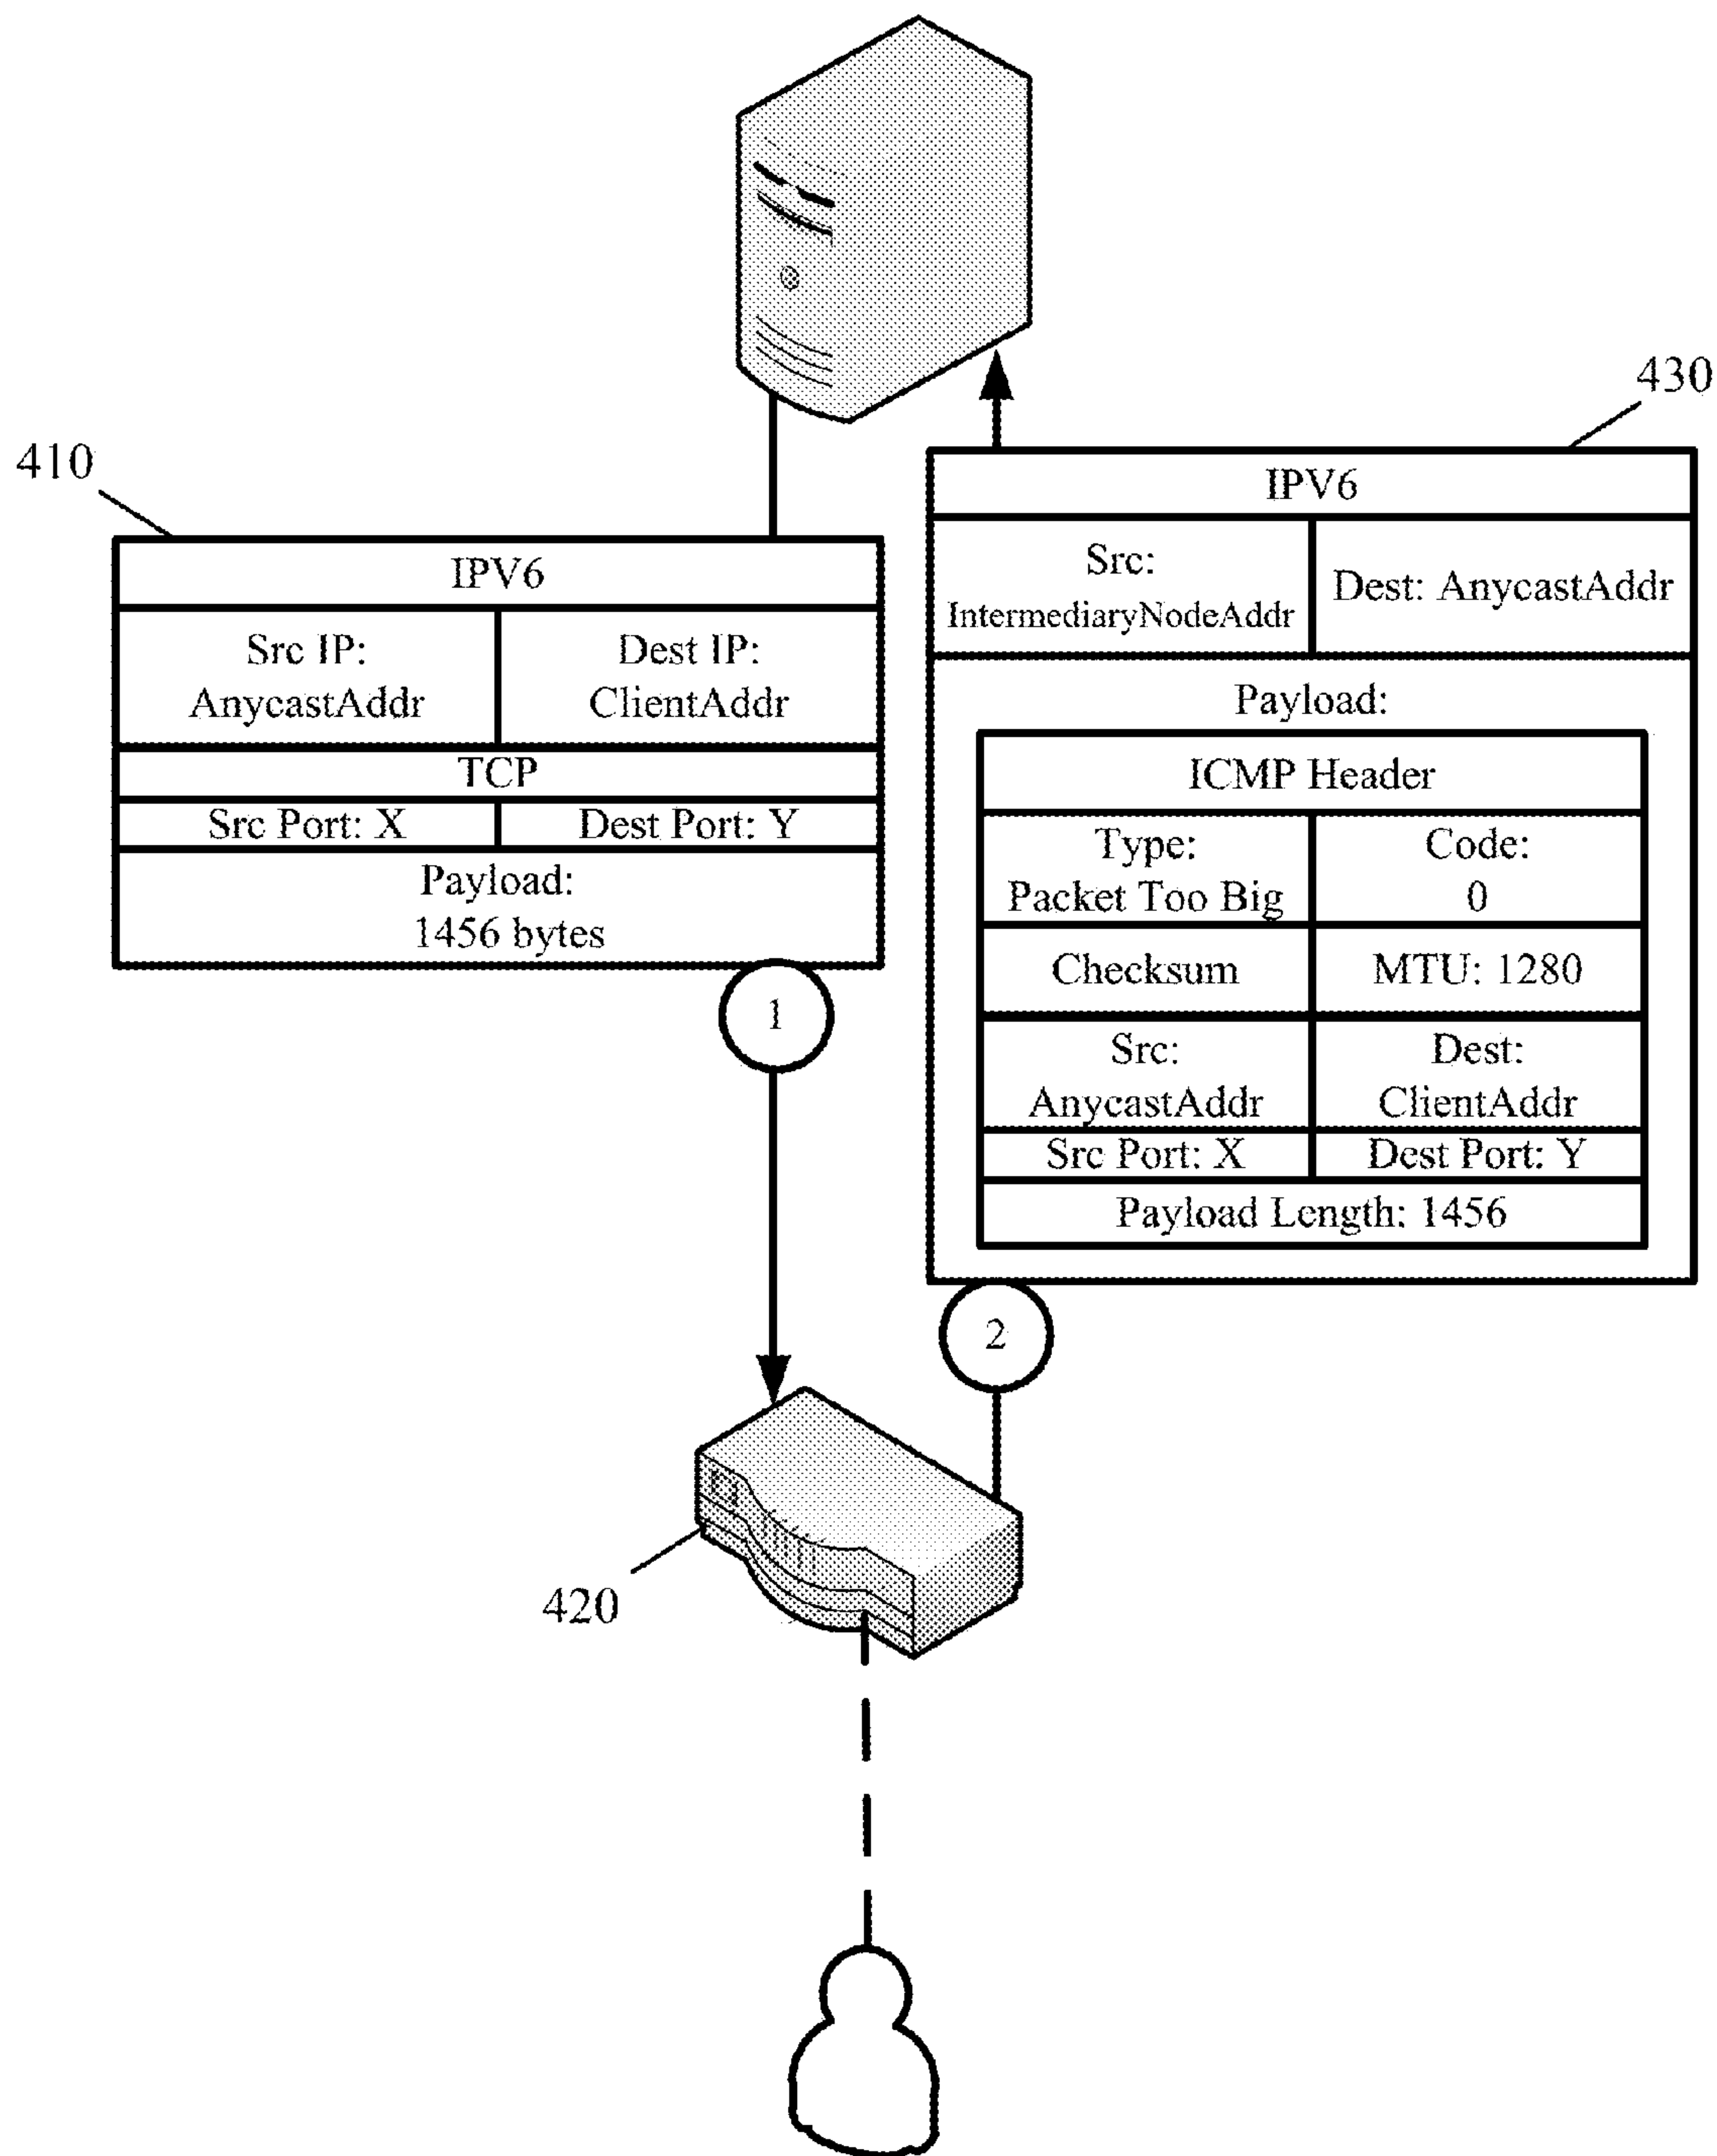 430
410
IPV6
Src:
IntermediaryNodeAddr
Dest: AnycastAddr
Payload:
ICMP Header
Type:
Packet Too Big
Code:
0
Checksum
MTU: 1280
Src:
AnycastAddr
Dest:
ClientAddr
Src Port: X
Dest Port: Y
Payload Length: 1456
IPV6
Src IP:
AnycastAddr
Dest IP:
ClientAddr
TCP
Src Port: X
Dest Port: Y
Payload:
1456 bytes
1
2
420